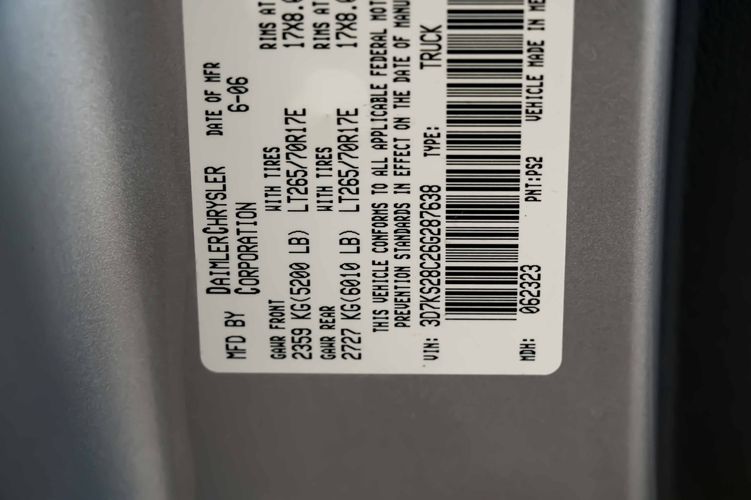 MFD BY DAIMLERCHRYSLER CORPORATION
DATE OF MFR 6-06
GAWR FRONT WITH TIRES RIMS AT
2359 KG(5200 LB) LT265/70R17E 17X8.
GAWR REAR WITH TIRES RIMS AT
2727 KG(6010 LB) LT265/70R17E 17X8.
THIS VEHICLE CONFORMS TO ALL APPLICABLE FEDERAL MOT
PREVENTION STANDARDS IN EFFECT ON THE DATE OF MANU
VIN: 3D7KS28C26G287638 TYPE: TRUCK
MDH: 062323 PNT:PS2 VEHICLE MADE IN ME